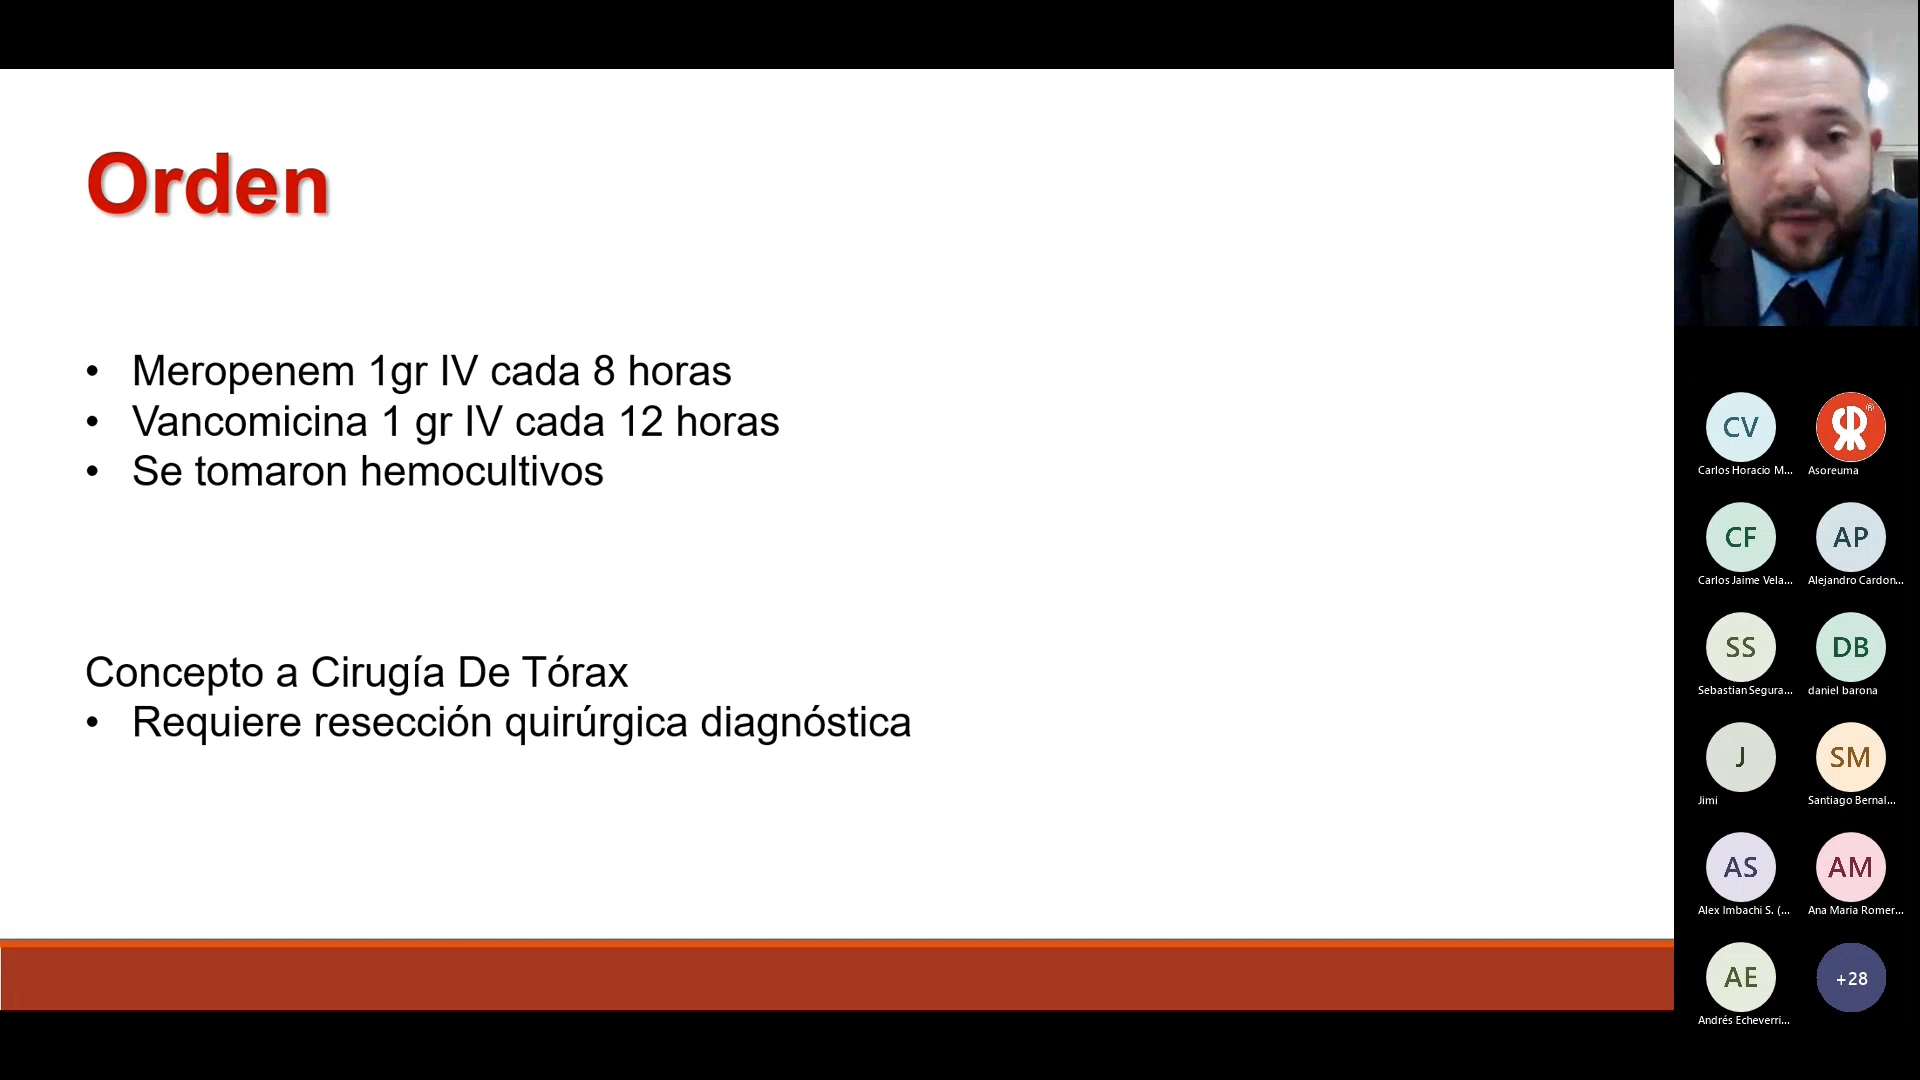 Orden
• Meropenem 1gr IV cada 8 horas
• Vancomicina 1 gr IV cada 12 horas
• Se tomaron hemocultivos
Concepto a Cirugía De Tórax
• Requiere resección quirúrgica diagnóstica
CV
Carlos Horacio M...
Asoreuma
CF
Carlos Jaime Vela...
AP
Alejandro Cardon...
SS
Sebastian Segura...
DB
daniel barona
J
Jimi
SM
Santiago Bernal...
AS
Alex Imbachi S. (...
AM
Ana Maria Romer...
AE
Andrés Echeverri...
+28